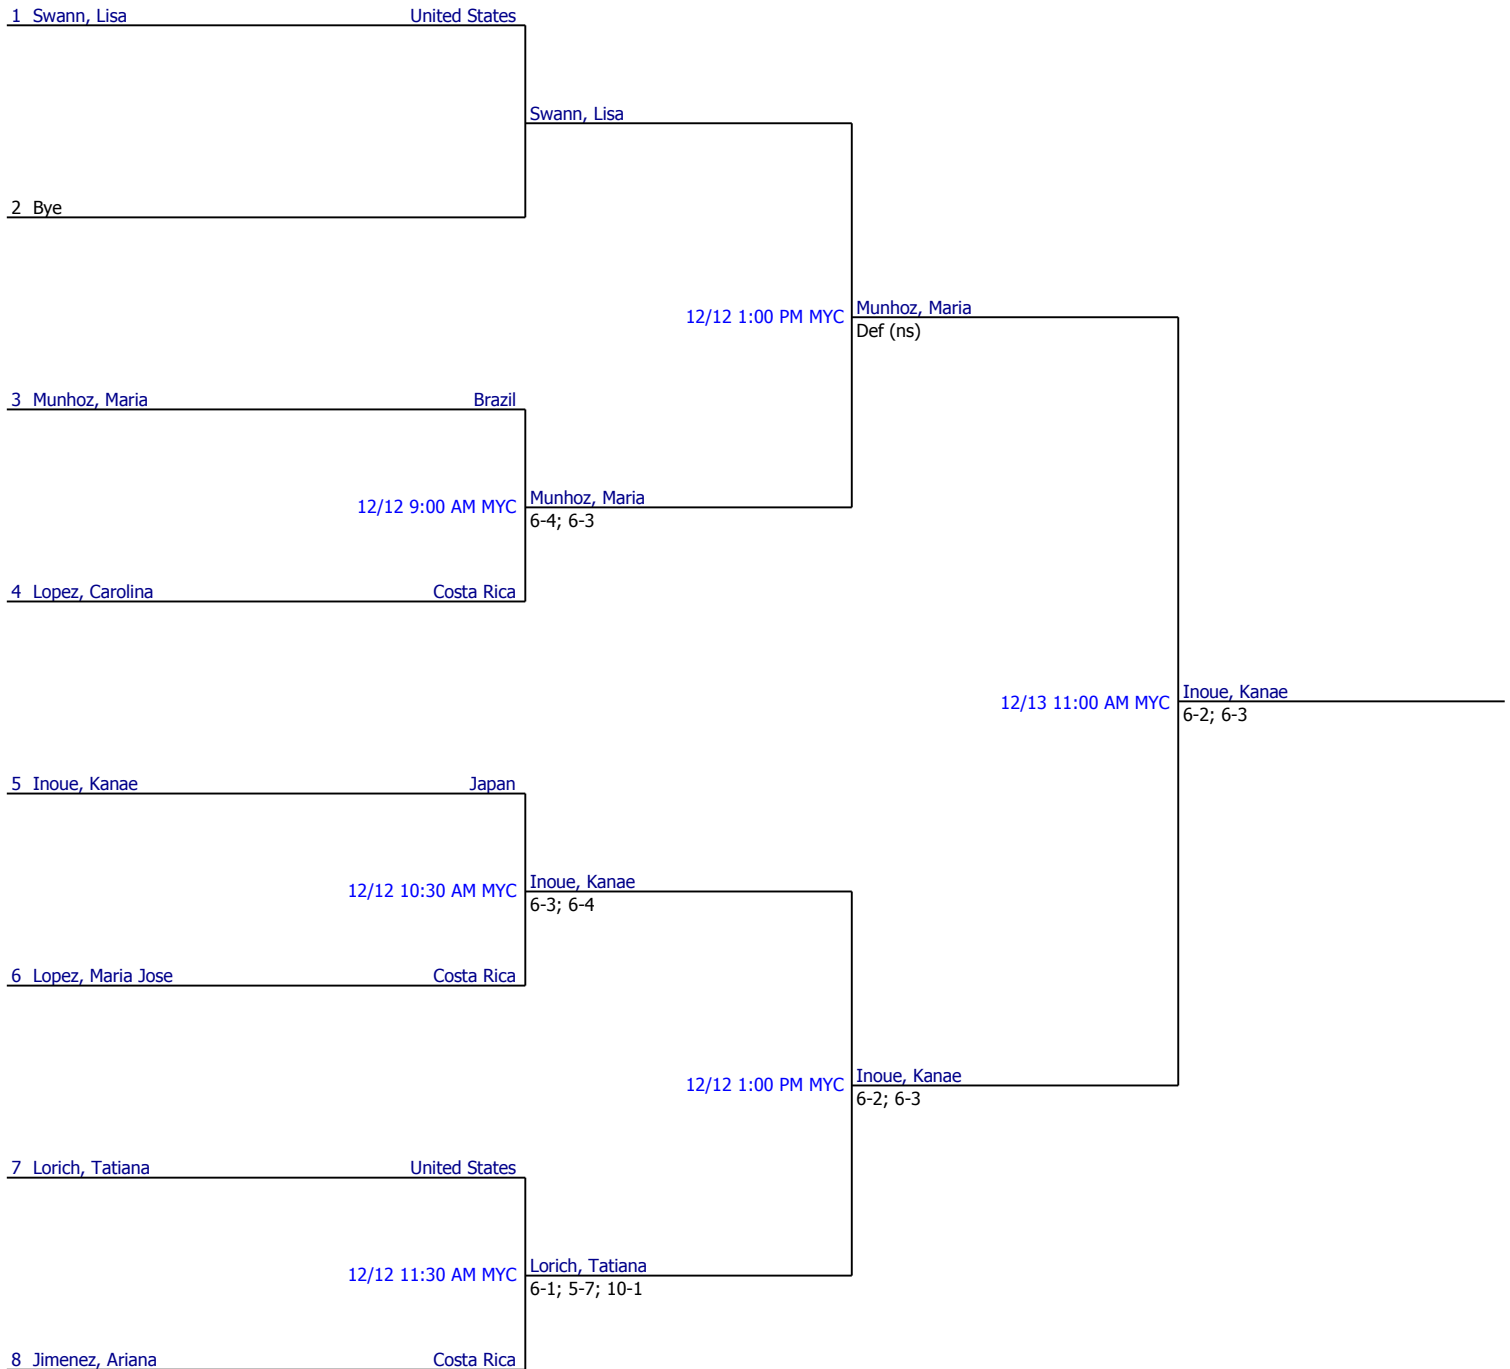 1 Swann, Lisa United States
Swann, Lisa
2 Bye
12/12 1:00 PM MYC Munhoz, Maria
Def (ns)
3 Munhoz, Maria Brazil
12/12 9:00 AM MYC Munhoz, Maria
6-4; 6-3
4 Lopez, Carolina Costa Rica
12/13 11:00 AM MYC Inoue, Kanae
6-2; 6-3
5 Inoue, Kanae Japan
12/12 10:30 AM MYC Inoue, Kanae
6-3; 6-4
6 Lopez, Maria Jose Costa Rica
12/12 1:00 PM MYC Inoue, Kanae
6-2; 6-3
7 Lorich, Tatiana United States
12/12 11:30 AM MYC Lorich, Tatiana
6-1; 5-7; 10-1
8 Jimenez, Ariana Costa Rica